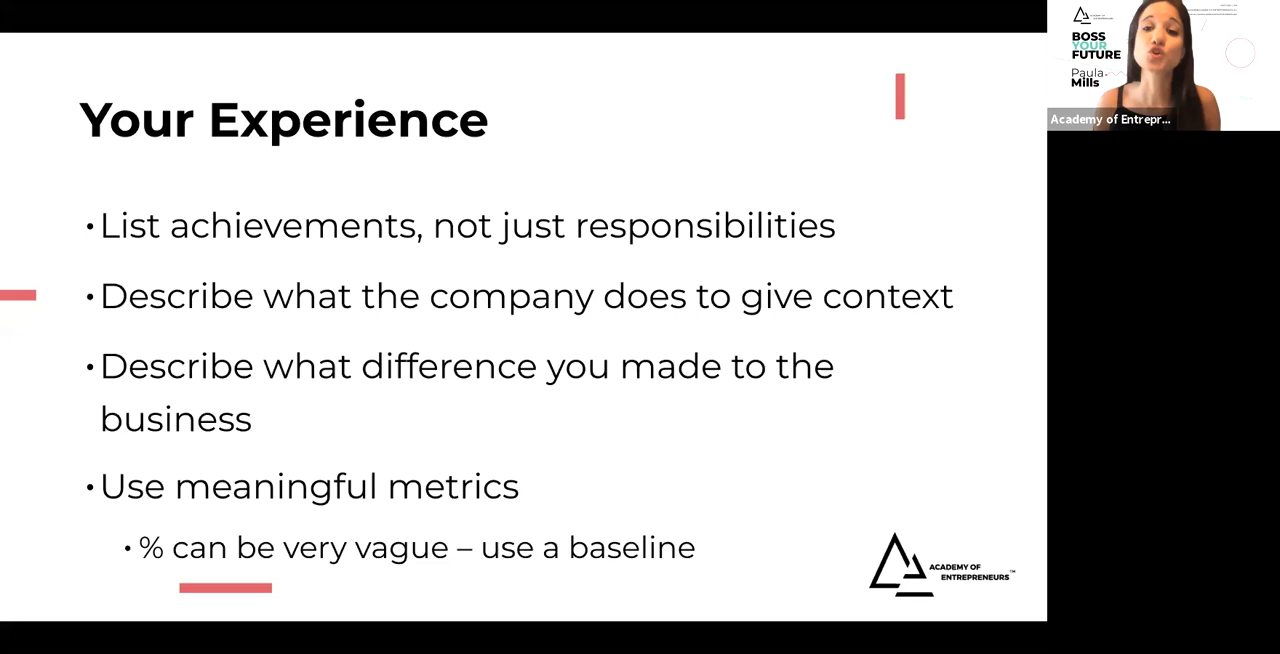 Your Experience
• List achievements, not just responsibilities
• Describe what the company does to give context
• Describe what difference you made to the
business
• Use meaningful metrics
• % can be very vague – use a baseline
ACADEMY OF
ENTREPRENEURS™
BOSS
YOUR
FUTURE
Paula
Mills
Academy of Entrepr...